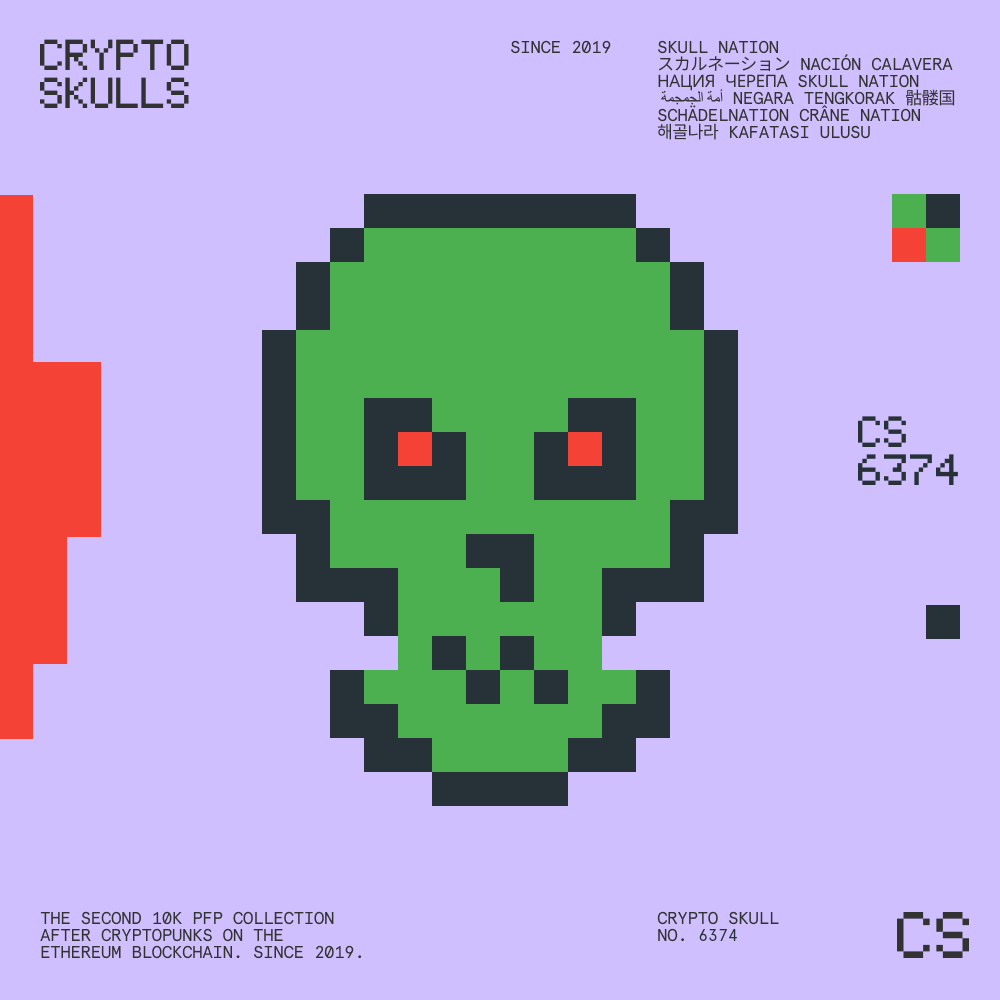 CRYPTO
SKULLS
SINCE 2019
SKULL NATION
スカルネーション NACIÓN CALAVERA
НАЦИЯ ЧЕРЕПА SKULL NATION
أمة الجمجمة NEGARA TENGKORAK 骷髅国
SCHÄDELNATION CRÂNE NATION
해골나라 KAFATASI ULUSU
CS
6374
THE SECOND 10K PFP COLLECTION
AFTER CRYPTOPUNKS ON THE
ETHEREUM BLOCKCHAIN. SINCE 2019.
CRYPTO SKULL
NO. 6374
CS